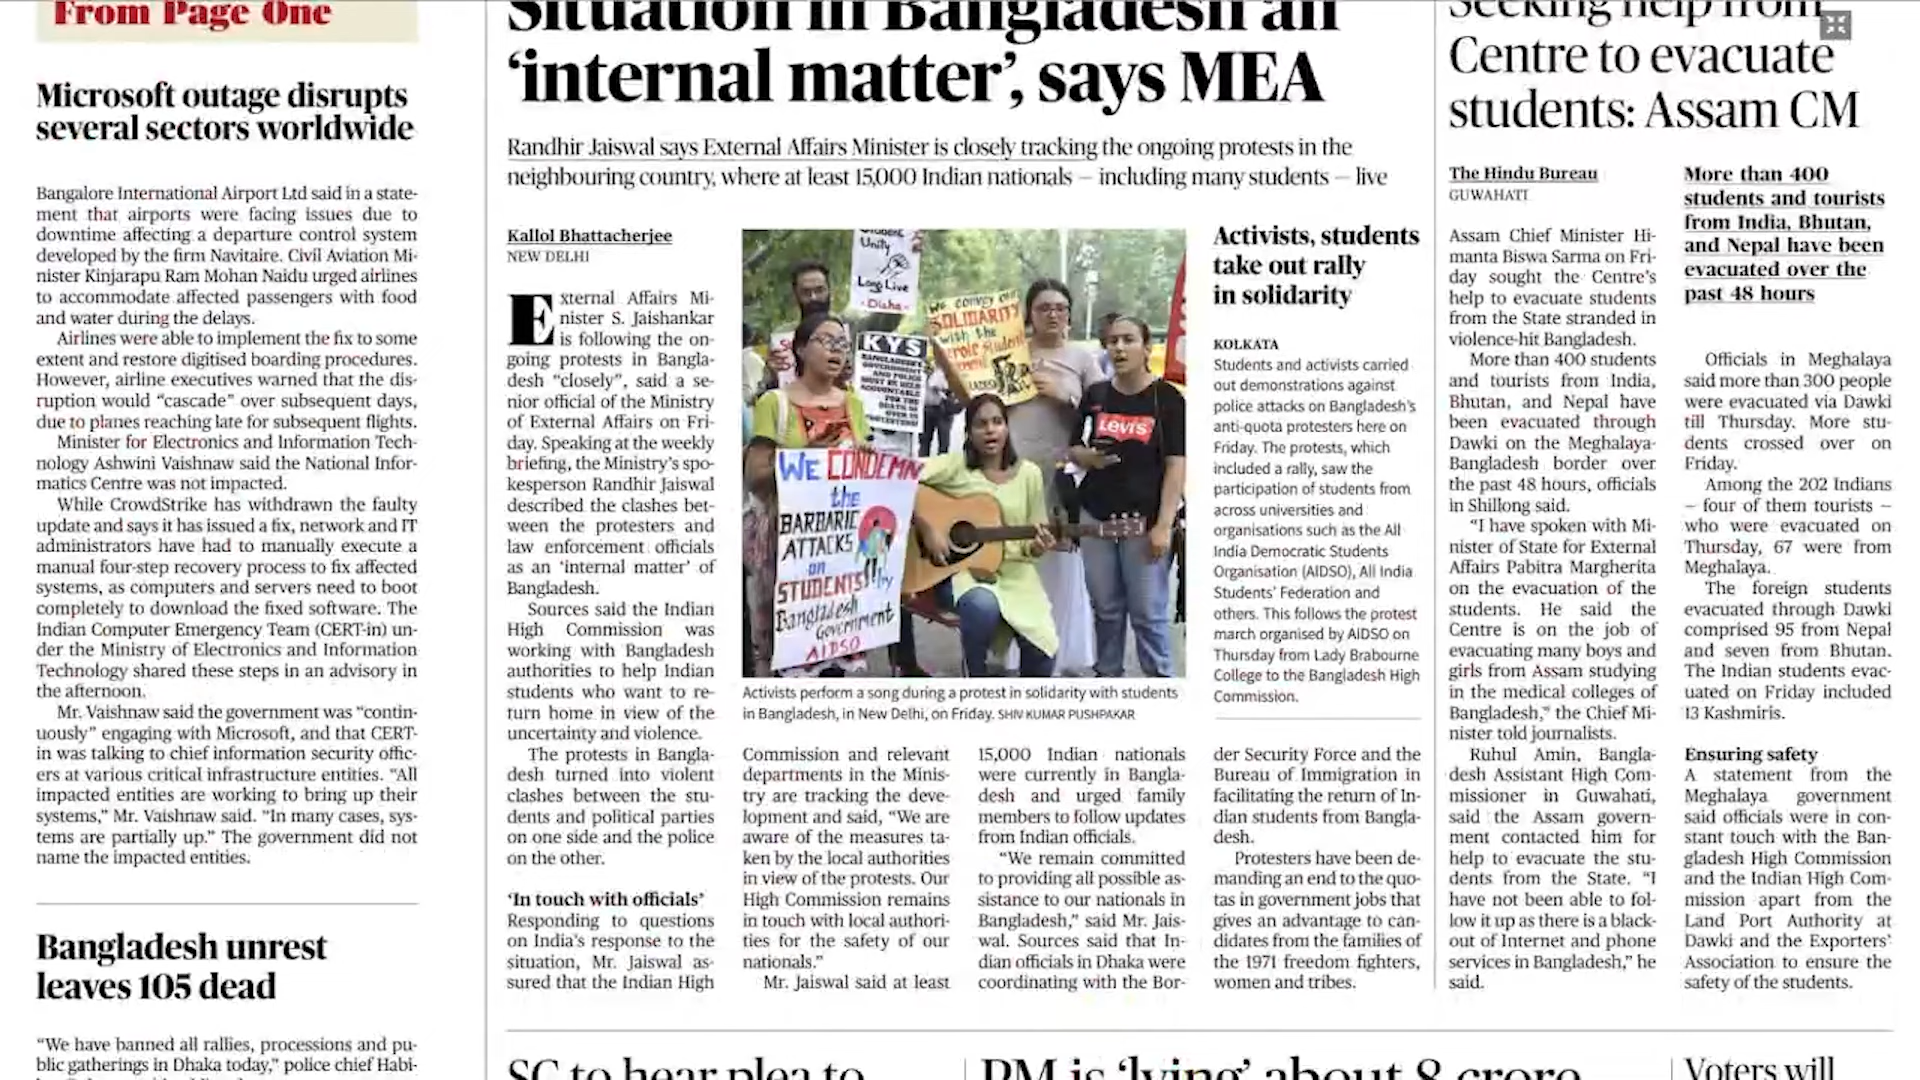 From Page One
Microsoft outage disrupts
several sectors worldwide
Bangalore International Airport Ltd said in a state-
ment that airports were facing issues due to
downtime affecting a departure control system
developed by the firm Navitaire. Civil Aviation Mi-
nister Kinjarapu Ram Mohan Naidu urged airlines
to accommodate affected passengers with food
and water during the delays.
Airlines were able to implement the fix to some
extent and restore digitised boarding procedures.
However, airline executives warned that the dis-
ruption would “cascade” over subsequent days,
due to planes reaching late for subsequent flights.
Minister for Electronics and Information Tech-
nology Ashwini Vaishnaw said the National Infor-
matics Centre was not impacted.
While CrowdStrike has withdrawn the faulty
update and says it has issued a fix, network and IT
administrators have had to manually execute a
manual four-step recovery process to fix affected
systems, as computers and servers need to boot
completely to download the fixed software. The
Indian Computer Emergency Team (CERT-in) un-
der the Ministry of Electronics and Information
Technology shared these steps in an advisory in
the afternoon.
Mr. Vaishnaw said the government was “contin-
uously” engaging with Microsoft, and that CERT-
in was talking to chief information security offic-
ers at various critical infrastructure entities. “All
impacted entities are working to bring up their
systems,” Mr. Vaishnaw said. “In many cases, sys-
tems are partially up.” The government did not
name the impacted entities.
Bangladesh unrest
leaves 105 dead
“We have banned all rallies, processions and pu-
blic gatherings in Dhaka today,” police chief Habi-
Situation in Bangladesh an
‘internal matter’, says MEA
Randhir Jaiswal says External Affairs Minister is closely tracking the ongoing protests in the
neighbouring country, where at least 15,000 Indian nationals — including many students — live
Kallol Bhattacherjee
NEW DELHI
External Affairs Mi-
nister S. Jaishankar
is following the on-
going protests in Bangla-
desh “closely”, said a se-
nior official of the Ministry
of External Affairs on Fri-
day. Speaking at the weekly
briefing, the Ministry’s spo-
kesperson Randhir Jaiswal
described the clashes bet-
ween the protesters and
law enforcement officials
as an ‘internal matter’ of
Bangladesh.
Sources said the Indian
High Commission was
working with Bangladesh
authorities to help Indian
students who want to re-
turn home in view of the
uncertainty and violence.
The protests in Bangla-
desh turned into violent
clashes between the stu-
dents and political parties
on one side and the police
on the other.
‘In touch with officials’
Responding to questions
on India’s response to the
situation, Mr. Jaiswal as-
sured that the Indian High
Student
Unity
Long Live
- Disha -
We convey our
SOLIDARITY
with the
KYS
BANGLADESH
WE CONDEMN
the
BARBARIC
ATTACKS
on
STUDENTS!! by
Bangladesh
Government
AIDSO
Levi's
Activists perform a song during a protest in solidarity with students
in Bangladesh, in New Delhi, on Friday. SHIV KUMAR PUSHPAKAR
Commission and relevant
departments in the Minis-
try are tracking the deve-
lopment and said, “We are
aware of the measures ta-
ken by the local authorities
in view of the protests. Our
High Commission remains
in touch with local authori-
ties for the safety of our
nationals.”
Mr. Jaiswal said at least
15,000 Indian nationals
were currently in Bangla-
desh and urged family
members to follow updates
from Indian officials.
“We remain committed
to providing all possible as-
sistance to our nationals in
Bangladesh,” said Mr. Jais-
wal. Sources said that In-
dian officials in Dhaka were
coordinating with the Bor-
der Security Force and the
Bureau of Immigration in
facilitating the return of In-
dian students from Bangla-
desh.
Protesters have been de-
manding an end to the quo-
tas in government jobs that
gives an advantage to can-
didates from the families of
the 1971 freedom fighters,
women and tribes.
Activists, students
take out rally
in solidarity
KOLKATA
Students and activists carried
out demonstrations against
police attacks on Bangladesh’s
anti-quota protesters here on
Friday. The protests, which
included a rally, saw the
participation of students from
across universities and
organisations such as the All
India Democratic Students
Organisation (AIDSO), All India
Students’ Federation and
others. This follows the protest
march organised by AIDSO on
Thursday from Lady Brabourne
College to the Bangladesh High
Commission.
Seeking help from
Centre to evacuate
students: Assam CM
The Hindu Bureau
GUWAHATI
Assam Chief Minister Hi-
manta Biswa Sarma on Fri-
day sought the Centre’s
help to evacuate students
from the State stranded in
violence-hit Bangladesh.
More than 400 students
and tourists from India,
Bhutan, and Nepal have
been evacuated through
Dawki on the Meghalaya-
Bangladesh border over
the past 48 hours, officials
in Shillong said.
“I have spoken with Mi-
nister of State for External
Affairs Pabitra Margherita
on the evacuation of the
students. He said the
Centre is on the job of
evacuating many boys and
girls from Assam studying
in the medical colleges of
Bangladesh,” the Chief Mi-
nister told journalists.
Ruhul Amin, Bangla-
desh Assistant High Com-
missioner in Guwahati,
said the Assam govern-
ment contacted him for
help to evacuate the stu-
dents from the State. “I
have not been able to fol-
low it up as there is a black-
out of Internet and phone
services in Bangladesh,” he
said.
More than 400
students and tourists
from India, Bhutan,
and Nepal have been
evacuated over the
past 48 hours
Officials in Meghalaya
said more than 300 people
were evacuated via Dawki
till Thursday. More stu-
dents crossed over on
Friday.
Among the 202 Indians
— four of them tourists —
who were evacuated on
Thursday, 67 were from
Meghalaya.
The foreign students
evacuated through Dawki
comprised 95 from Nepal
and seven from Bhutan.
The Indian students evac-
uated on Friday included
13 Kashmiris.
Ensuring safety
A statement from the
Meghalaya government
said officials were in con-
stant touch with the Ban-
gladesh High Commission
and the Indian High Com-
mission apart from the
Land Port Authority at
Dawki and the Exporters’
Association to ensure the
safety of the students.
SC to hear plea to
PM is ‘lying’ about 8 crore
Voters will